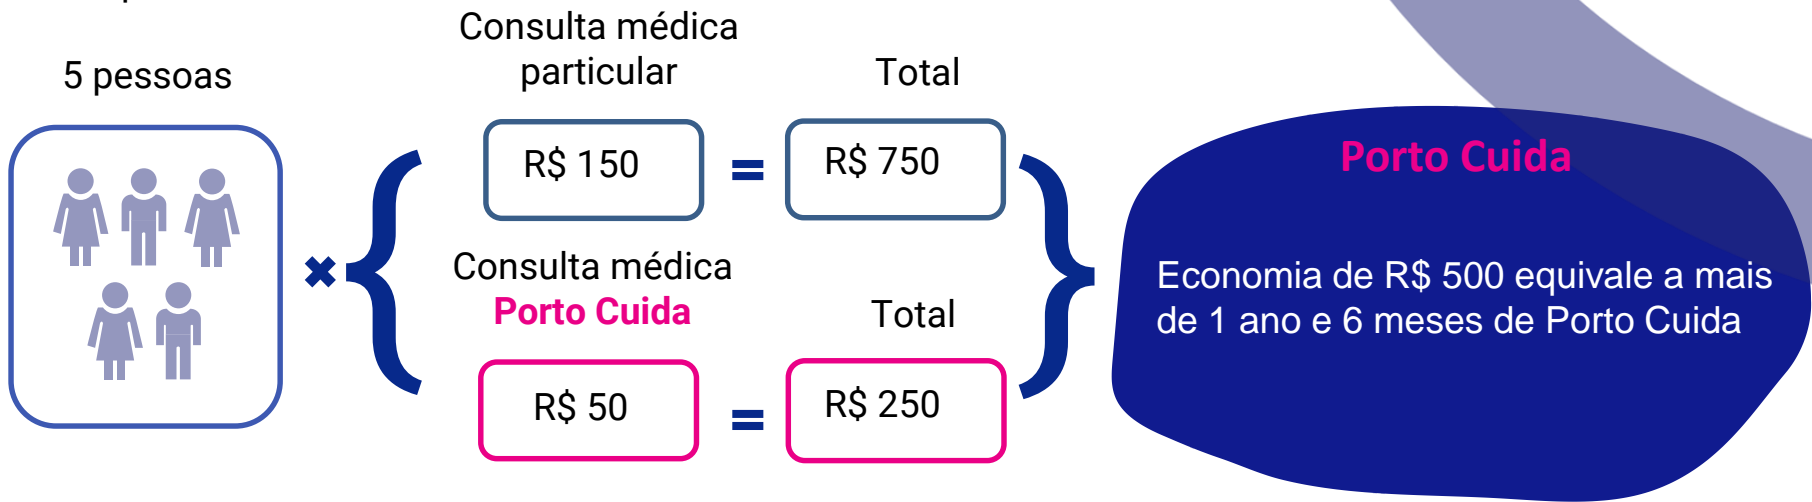 5 pessoas
Consulta médica
particular
Total
R$ 150
=
R$ 750
×
{
}
Consulta médica
Porto Cuida
Total
R$ 50
=
R$ 250
Porto Cuida
Economia de R$ 500 equivale a mais
de 1 ano e 6 meses de Porto Cuida